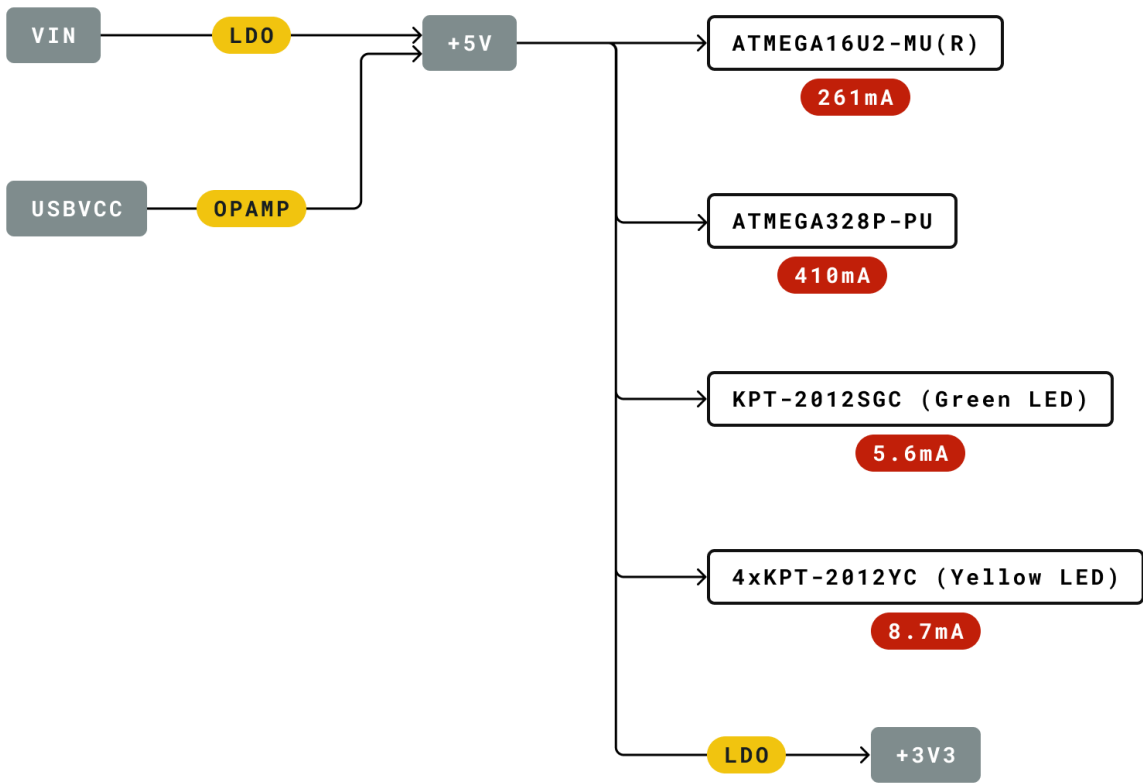 VIN
LDO
+5V
ATMEGA16U2-MU(R)
261mA
USBVCC
OPAMP
ATMEGA328P-PU
410mA
KPT-2012SGC (Green LED)
5.6mA
4xKPT-2012YC (Yellow LED)
8.7mA
LDO
+3V3